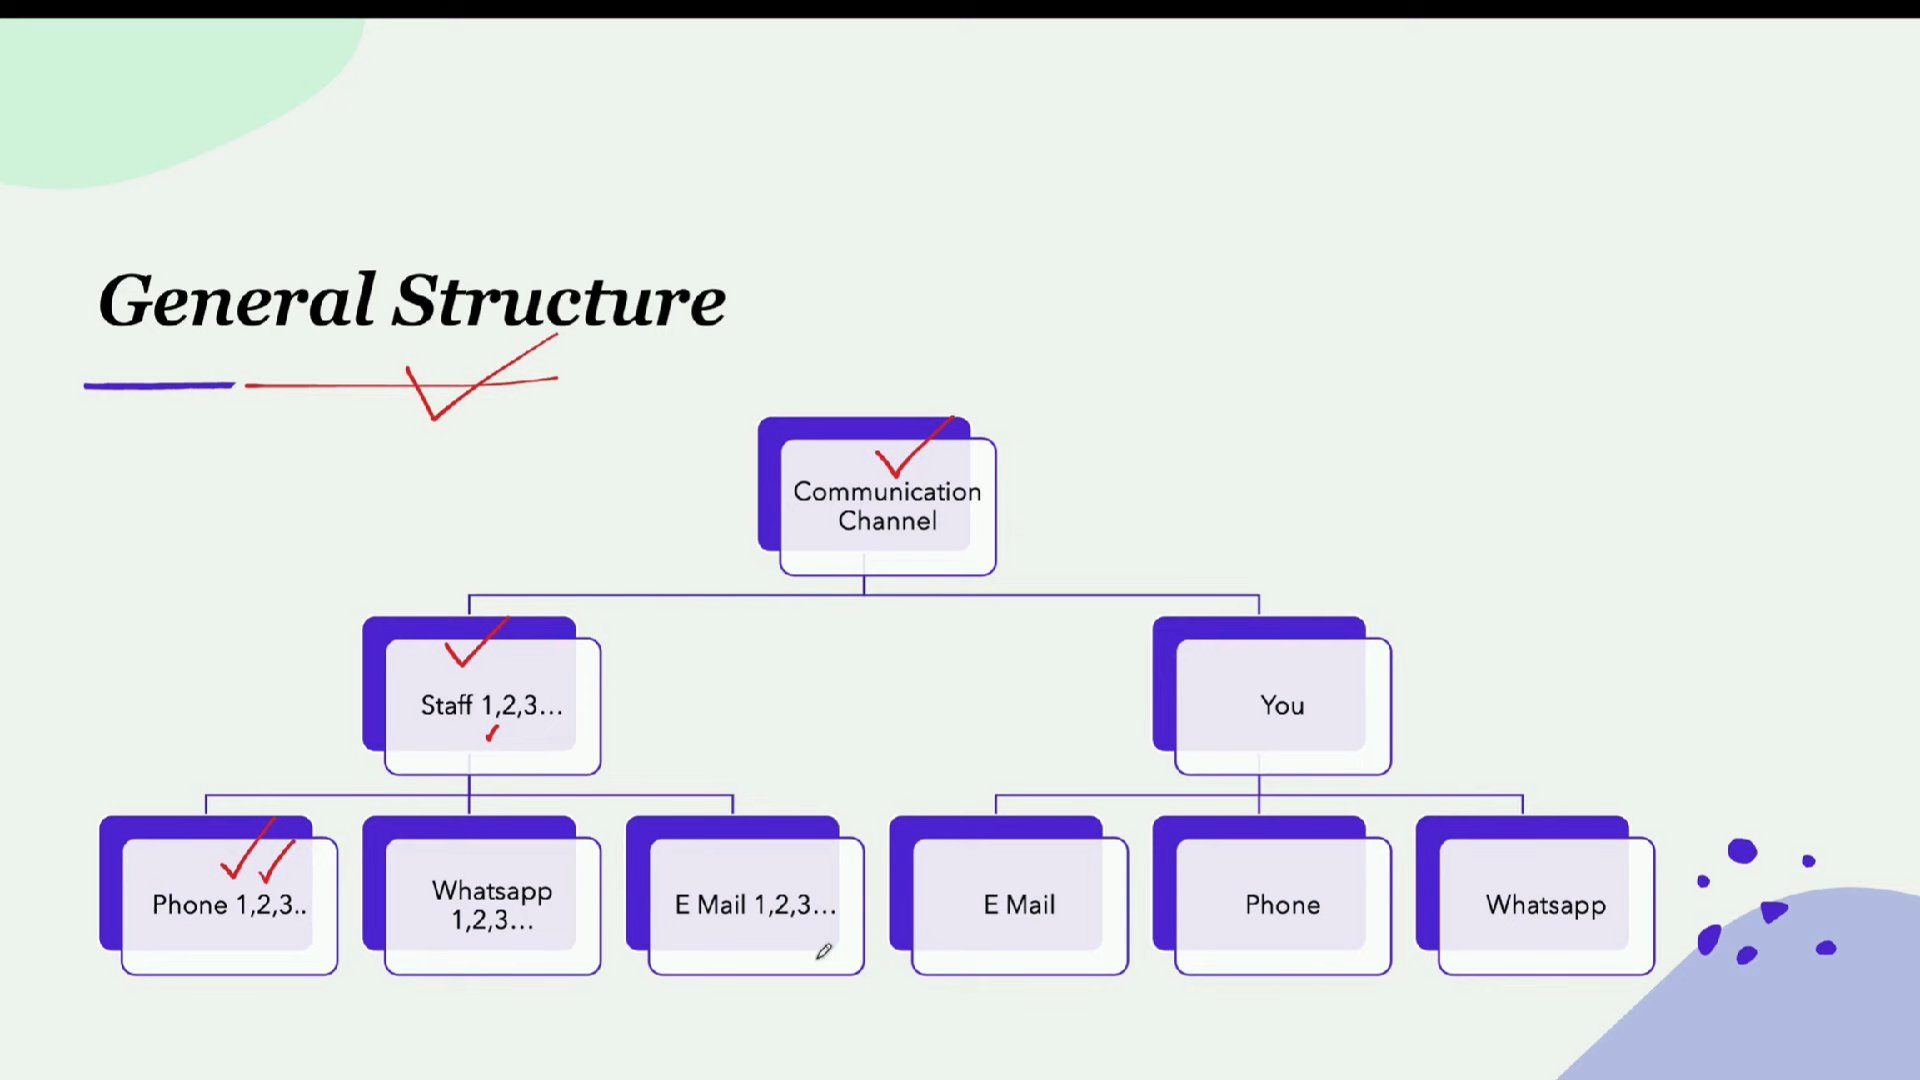 General Structure
Communication
Channel
Staff 1,2,3...
You
Phone 1,2,3..
Whatsapp
1,2,3...
E Mail 1,2,3...
E Mail
Phone
Whatsapp